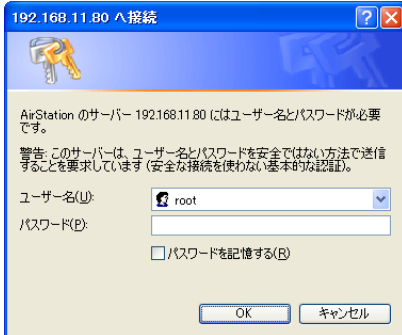 192.168.11.80 へ接続
AirStation のサーバー 192.168.11.80 にはユーザー名とパスワードが必要
です。
警告: このサーバーは、ユーザー名とパスワードを安全ではない方法で送信
することを要求しています (安全な接続を使わない基本的な認証)。
ユーザー名(U):
root
パスワード(P):
パスワードを記憶する(R)
OK
キャンセル